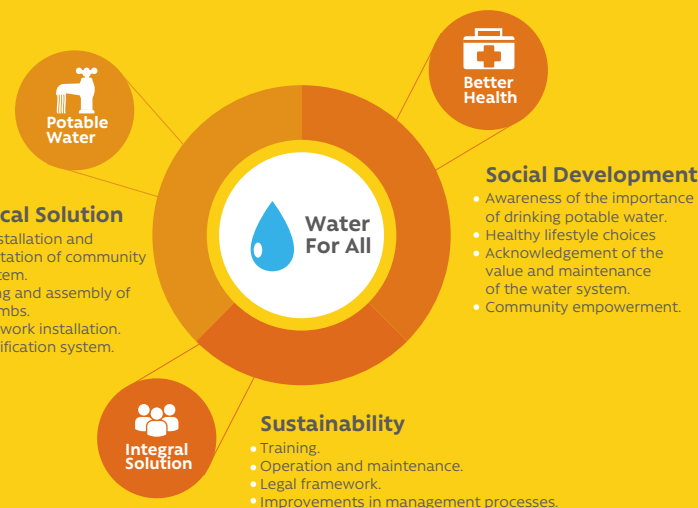 Potable
Water
Better
Health
Water
For All
cal Solution
stallation and
tation of community
tem.
ng and assembly of
mbs.
work installation.
ification system.
Social Development
• Awareness of the importance
of drinking potable water.
• Healthy lifestyle choices
• Acknowledgement of the
value and maintenance
of the water system.
• Community empowerment.
Integral
Solution
Sustainability
• Training.
• Operation and maintenance.
• Legal framework.
• Improvements in management processes.